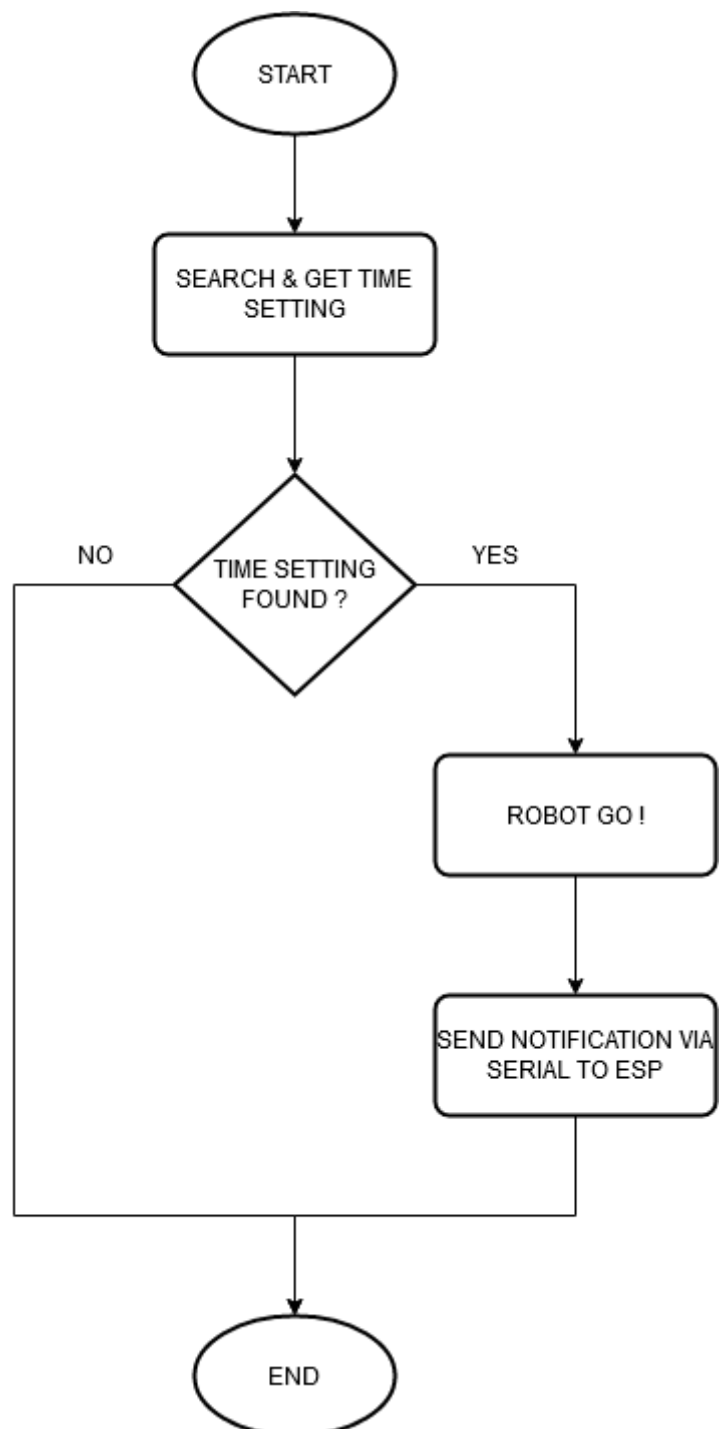 START
SEARCH & GET TIME
SETTING
NO
YES
TIME SETTING
FOUND ?
ROBOT GO !
SEND NOTIFICATION VIA
SERIAL TO ESP
END